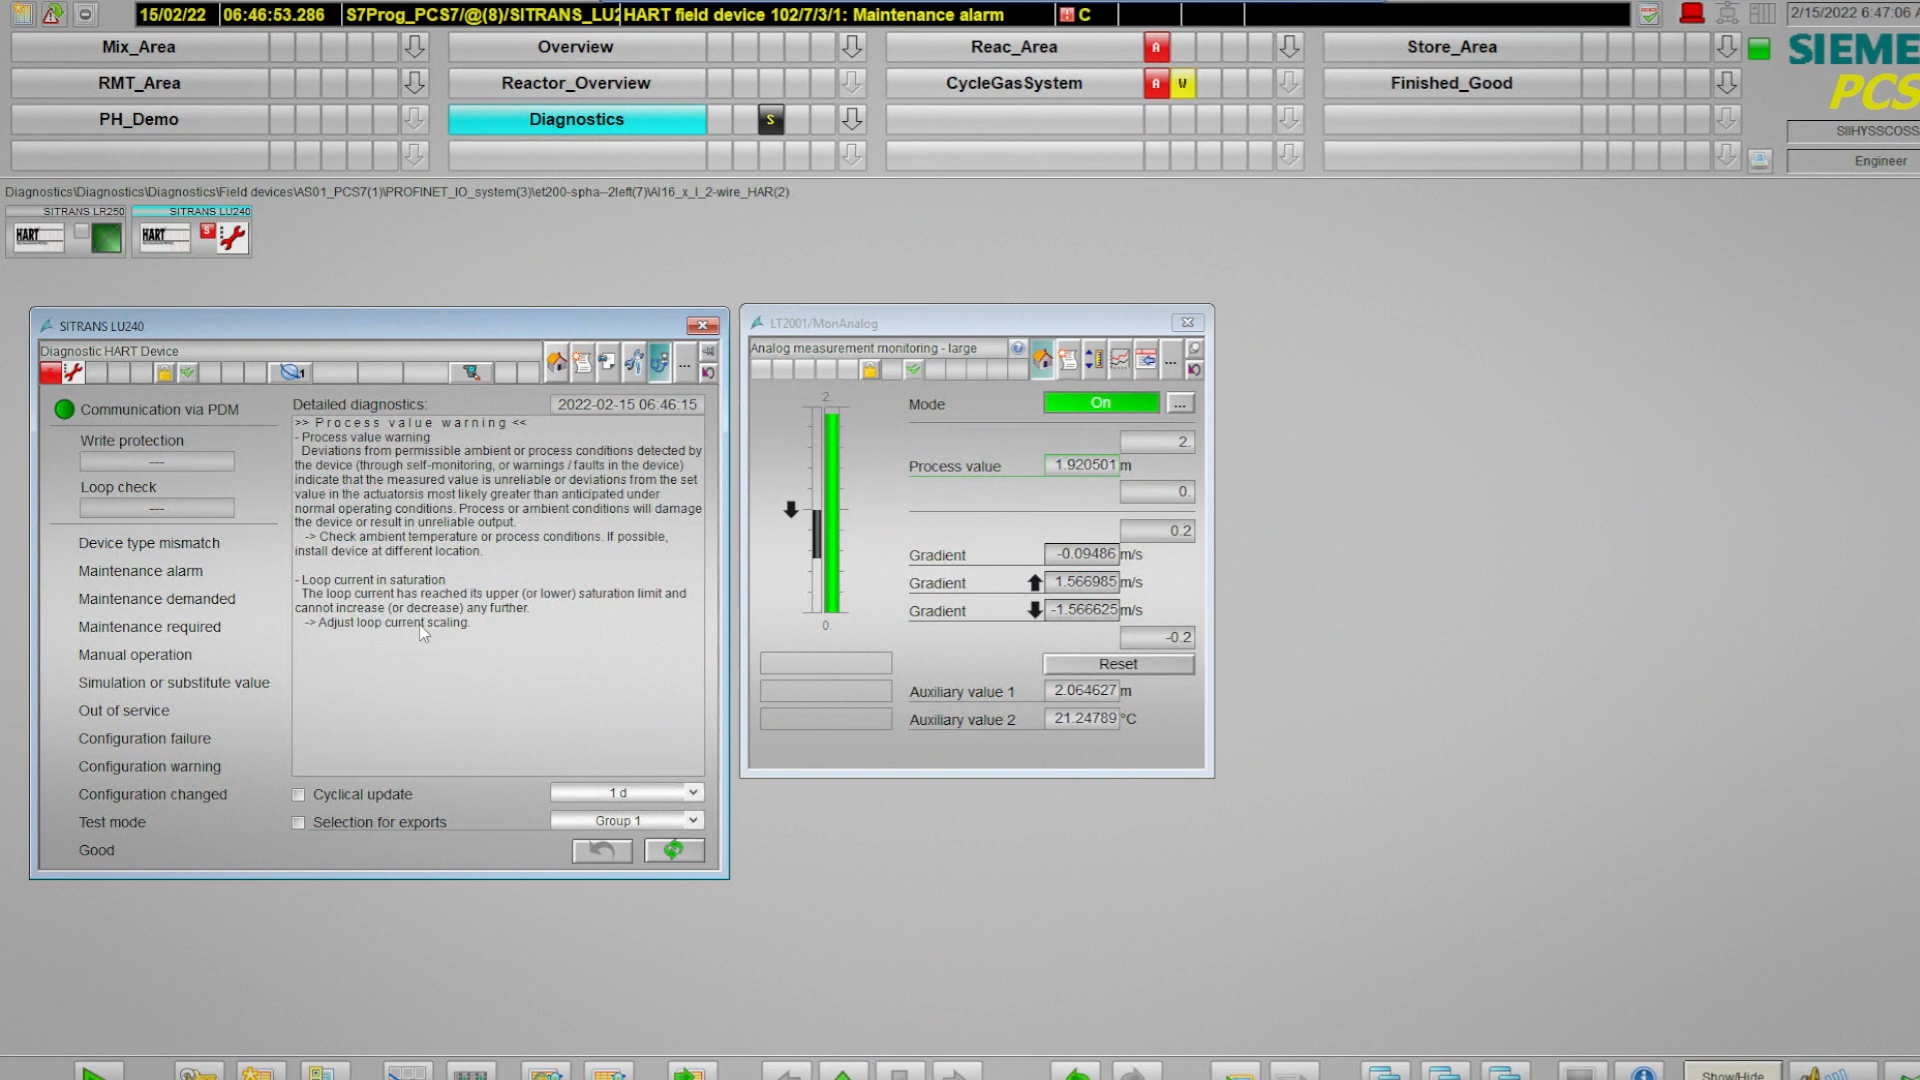 15/02/22 06:46:53.286 S7Prog_PCS7/@(8)/SITRANS_LU2 HART field device 102/7/3/1: Maintenance alarm C 2/15/2022 6:47:06 A
Mix_Area Overview Reac_Area A Store_Area
RMT_Area Reactor_Overview CycleGasSystem A W Finished_Good
PH_Demo Diagnostics S
SIEME
PCS
SIIHYSSCOSS
Engineer
Diagnostics\Diagnostics\Diagnostics\Field devices\AS01_PCS7(1)\PROFINET_IO_system(3)\et200-spha--2left(7)\AI16_x_I_2-wire_HAR(2)
SITRANS LR250 SITRANS LU240
HART HART S
SITRANS LU240
Diagnostic HART Device
1
Communication via PDM
Write protection
---
Loop check
---
Device type mismatch
Maintenance alarm
Maintenance demanded
Maintenance required
Manual operation
Simulation or substitute value
Out of service
Configuration failure
Configuration warning
Configuration changed
Test mode
Good
Detailed diagnostics: 2022-02-15 06:46:15
>> P r o c e s s  v a l u e  w a r n i n g <<
- Process value warning
Deviations from permissible ambient or process conditions detected by
the device (through self-monitoring, or warnings / faults in the device)
indicate that the measured value is unreliable or deviations from the set
value in the actuatorsis most likely greater than anticipated under
normal operating conditions. Process or ambient conditions will damage
the device or result in unreliable output.
-> Check ambient temperature or process conditions. If possible,
install device at different location.
- Loop current in saturation
The loop current has reached its upper (or lower) saturation limit and
cannot increase (or decrease) any further.
-> Adjust loop current scaling.
Cyclical update 1 d
Selection for exports Group 1
LT2001/MonAnalog
Analog measurement monitoring - large
...
2.
0.
Mode On ...
2.
Process value 1.920501 m
0.
0.2
Gradient -0.09486 m/s
Gradient 1.566985 m/s
Gradient -1.566625 m/s
-0.2
Reset
Auxiliary value 1 2.064627 m
Auxiliary value 2 21.24789 °C
Show/Hide